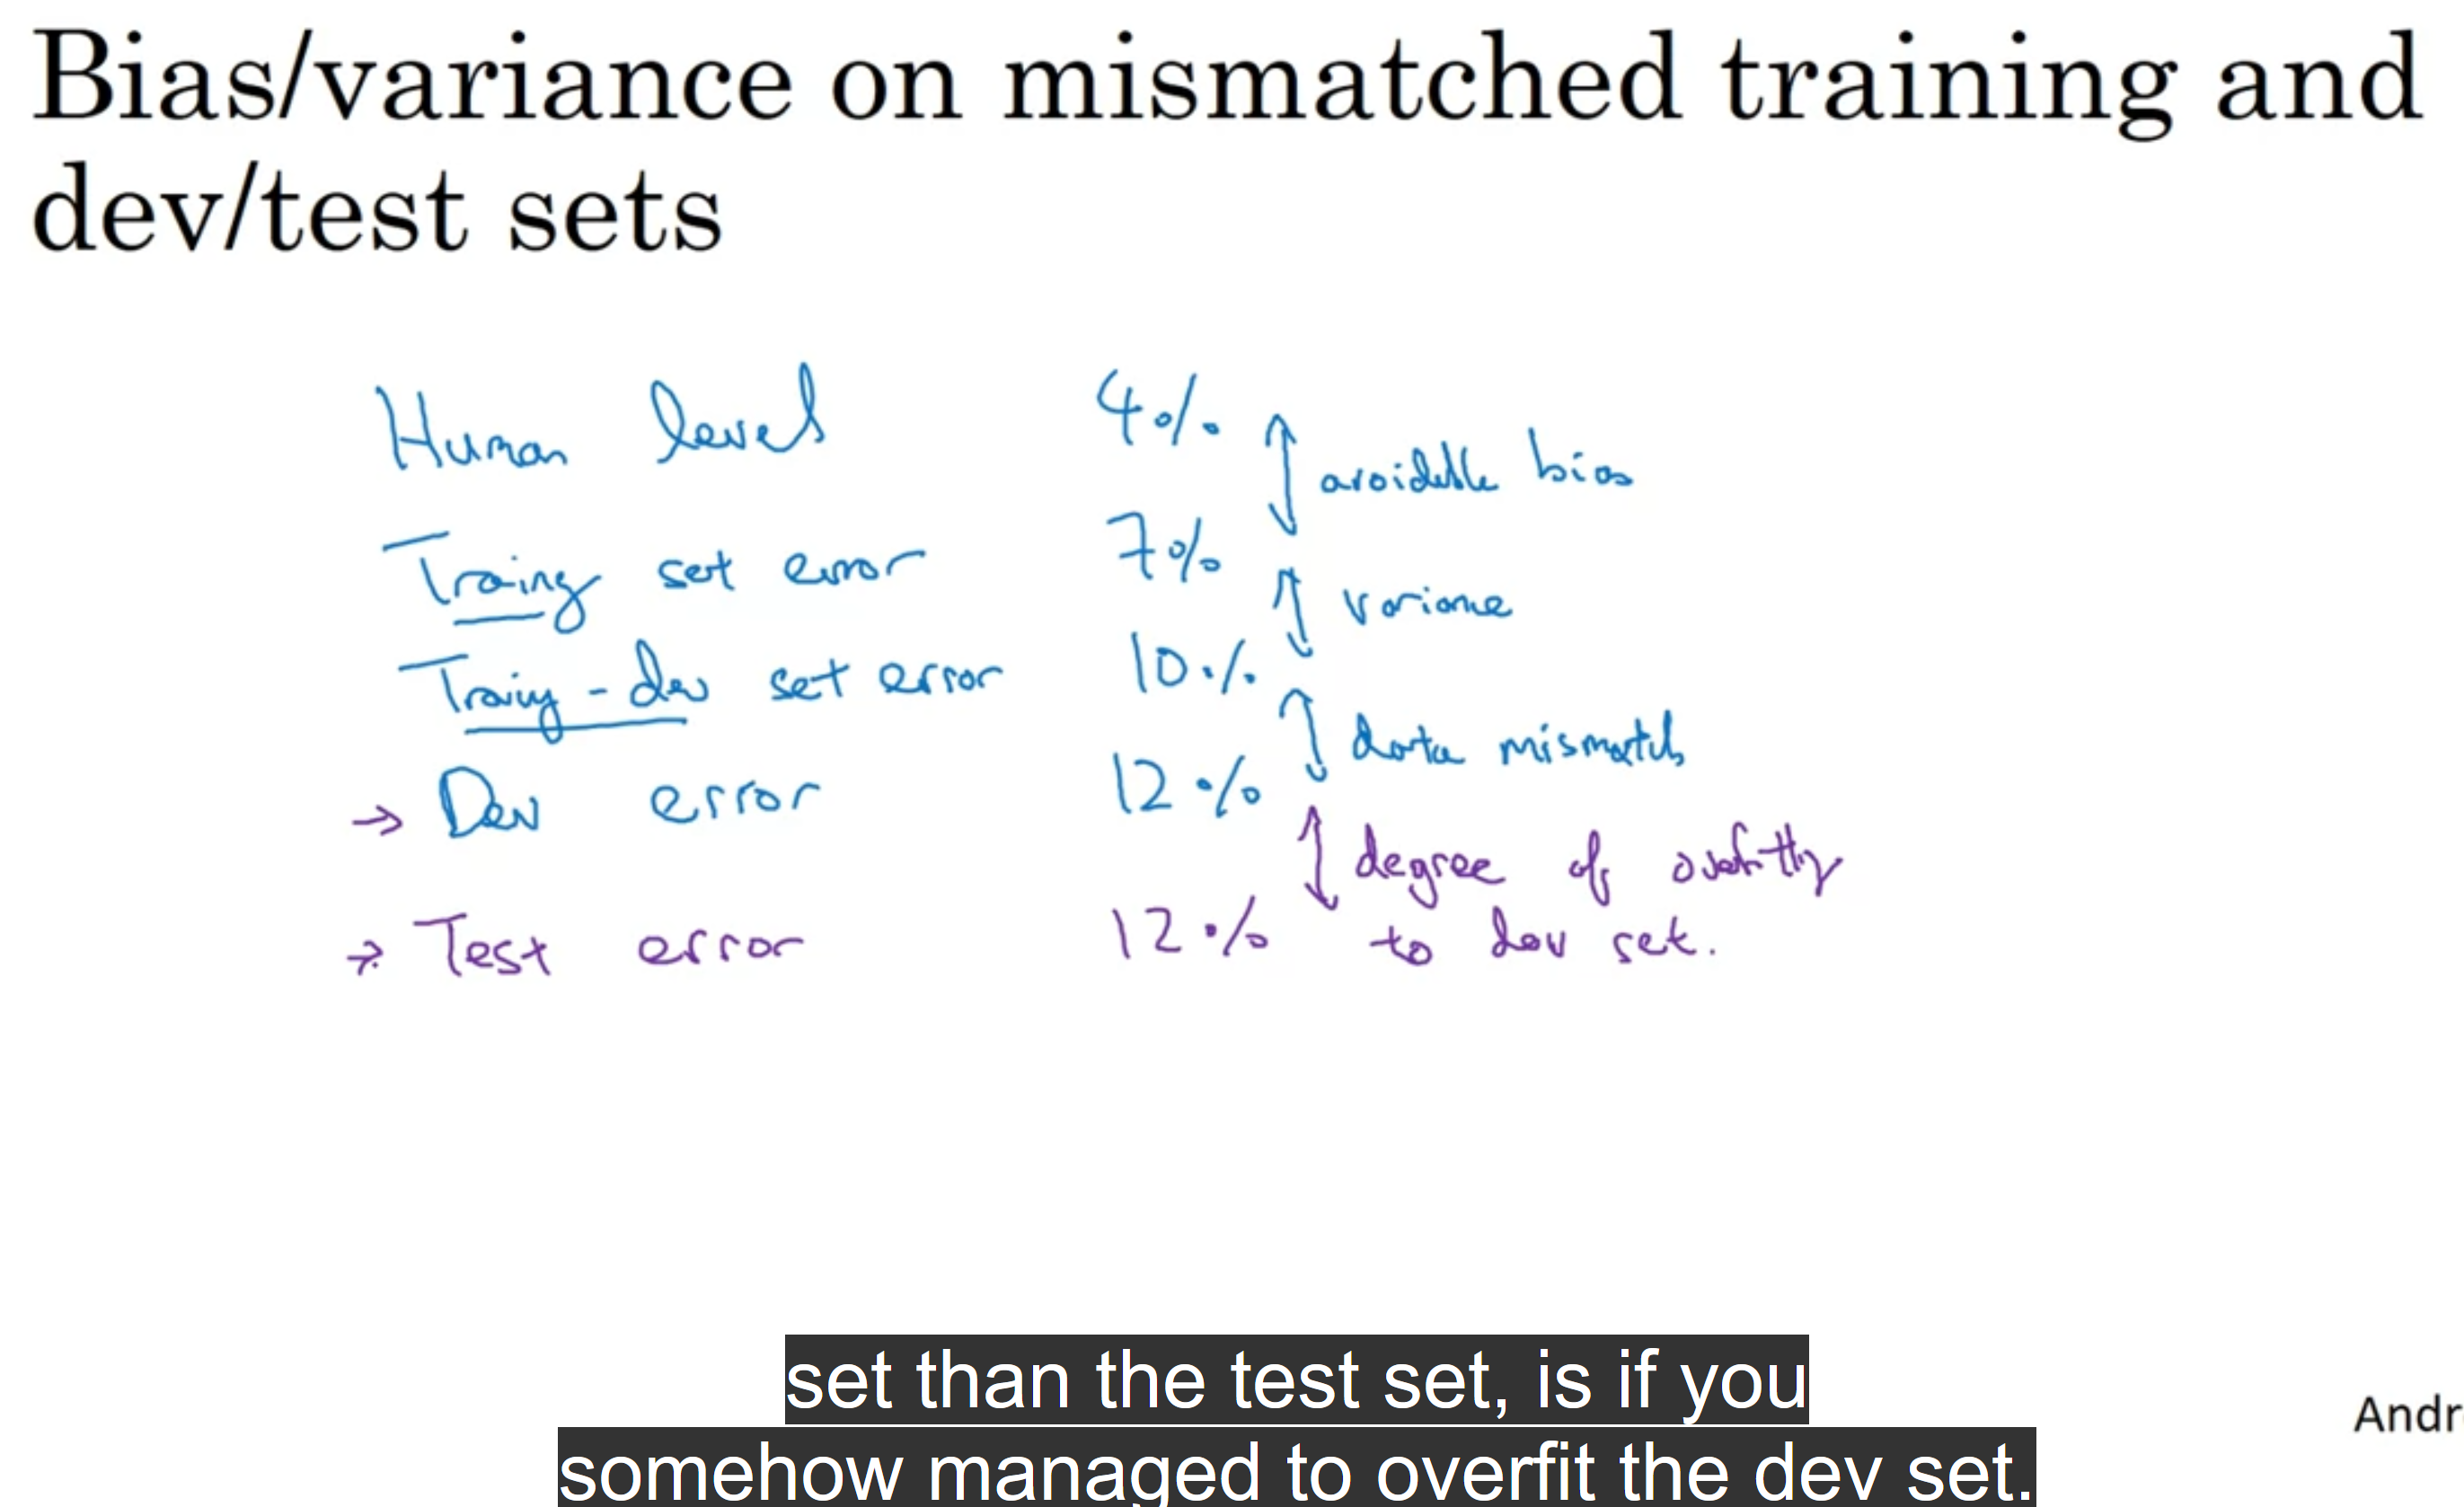 Bias/variance on mismatched training and
dev/test sets
Human level 4%
avoidable bias
Training set error 7%
variance
Training-dev set error 10%
data mismatch
→ Dev error 12%
degree of overfitting
→ Test error 12% to dev set.
set than the test set, is if you
Andr
somehow managed to overfit the dev set.